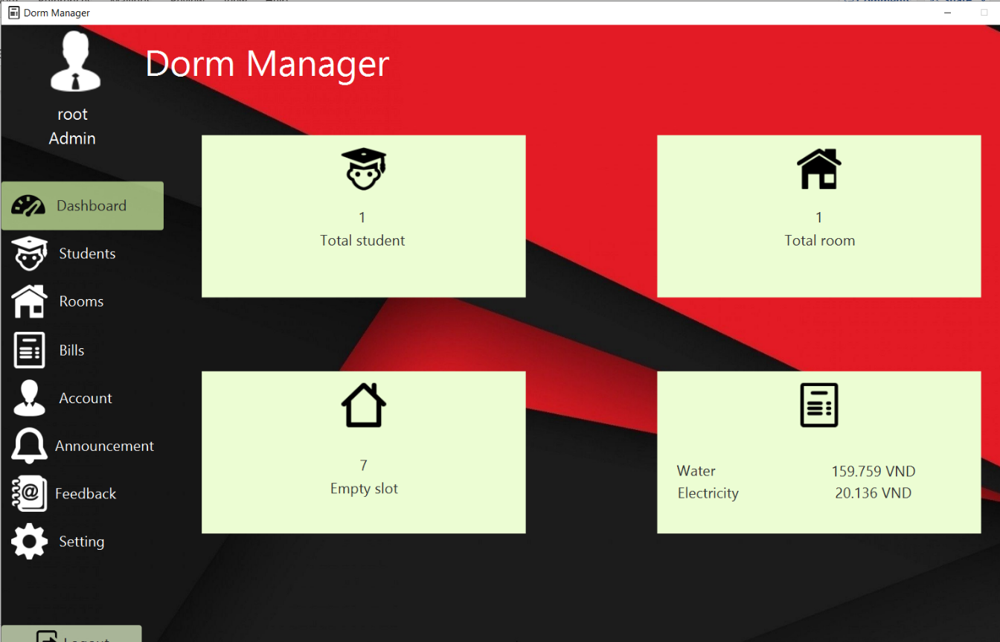 Dorm Manager
Dorm Manager
root
Admin
Dashboard
Students
Rooms
Bills
Account
Announcement
Feedback
Setting
Logout
1
Total student
1
Total room
7
Empty slot
Water 159.759 VND
Electricity 20.136 VND